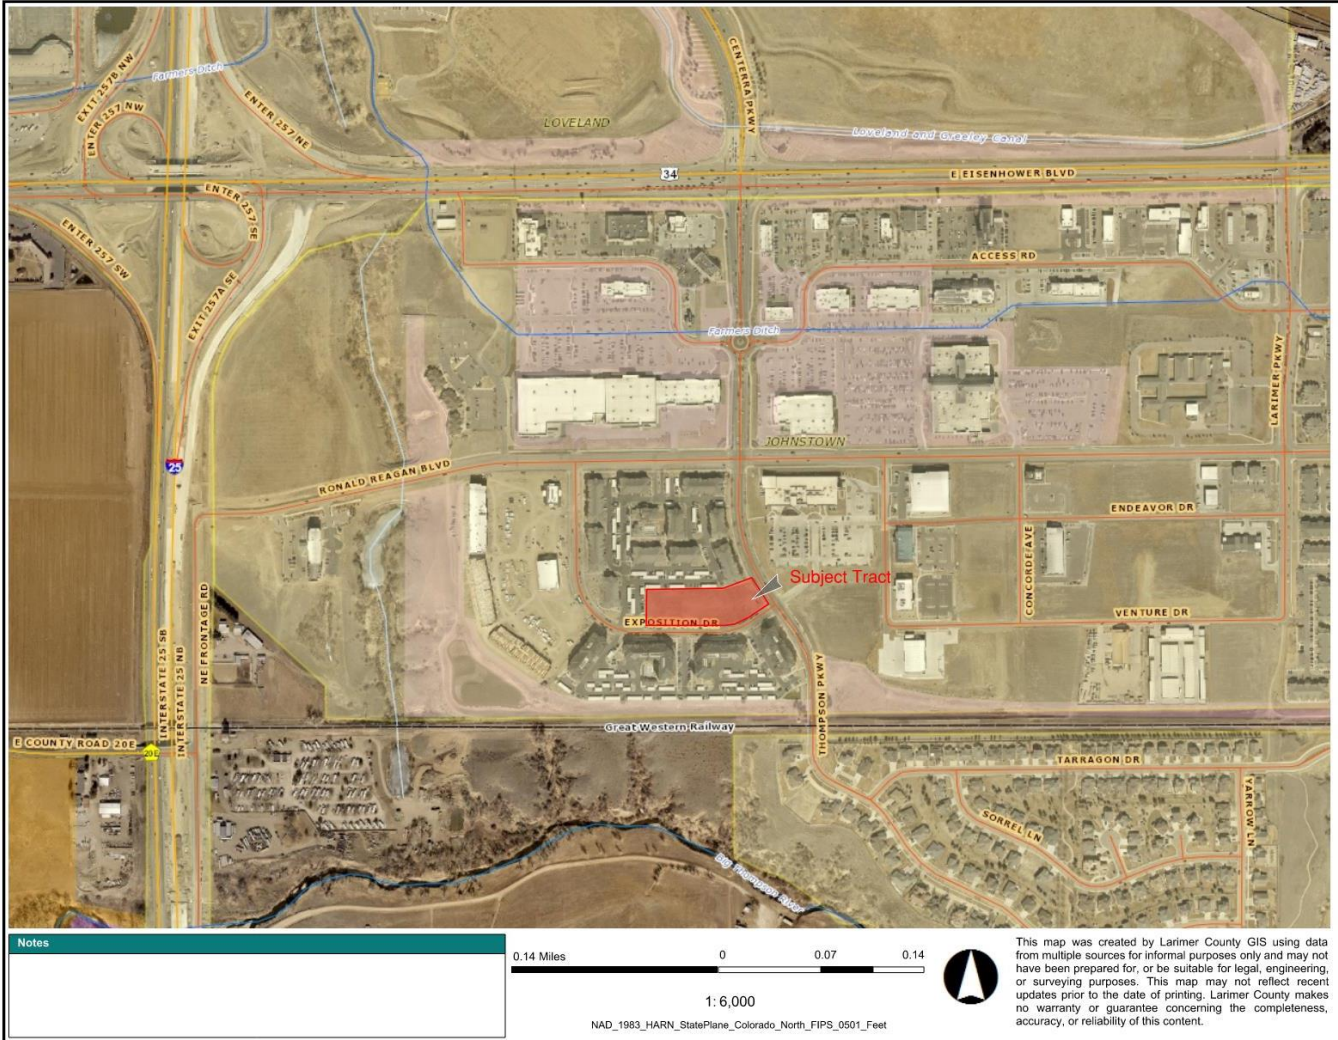 Farmers Ditch
EXIT 257B NW
ENTER 257 NW
ENTER 257 NE
CENTERRA PKWY
LOVELAND
Loveland and Greeley Canal
34
E EISENHOWER BLVD
ENTER 257 SE
ENTER 257 SW
EXIT 257A SE
ACCESS RD
Farmers Ditch
LARIMER PKWY
JOHNSTOWN
25
RONALD REAGAN BLVD
ENDEAVOR DR
CONCORDE AVE
Subject Tract
EXPOSITION DR
VENTURE DR
NE FRONTAGE RD
INTERSTATE 25 SB
INTERSTATE 25 NB
THOMPSON PKWY
Great Western Railway
E COUNTY ROAD 20E
20E
TARRAGON DR
YARROW LN
SORREL LN
Big Thompson River
Notes
0.14 Miles
0
0.07
0.14
1: 6,000
NAD_1983_HARN_StatePlane_Colorado_North_FIPS_0501_Feet
This map was created by Larimer County GIS using data
from multiple sources for informal purposes only and may not
have been prepared for, or be suitable for legal, engineering,
or surveying purposes. This map may not reflect recent
updates prior to the date of printing. Larimer County makes
no warranty or guarantee concerning the completeness,
accuracy, or reliability of this content.